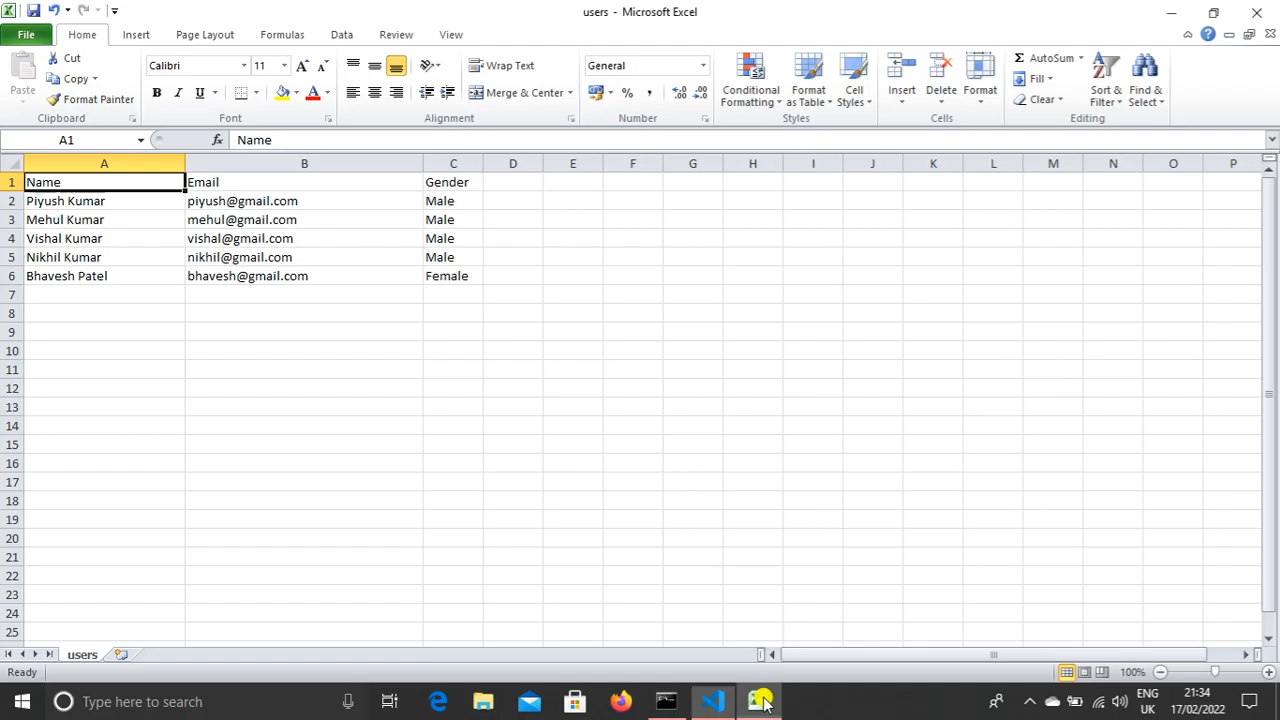 users - Microsoft Excel
File Home Insert Page Layout Formulas Data Review View
Paste
Cut
Copy
Format Painter
Clipboard
Calibri 11
B I U
Font
Wrap Text
Merge & Center
Alignment
General
%
Number
Conditional Formatting
Format as Table
Cell Styles
Styles
Insert
Delete
Format
Cells
AutoSum
Fill
Clear
Sort & Filter
Find & Select
Editing
A1 fx Name
A B C D E F G H I J K L M N O P
1 Name Email Gender
2 Piyush Kumar piyush@gmail.com Male
3 Mehul Kumar mehul@gmail.com Male
4 Vishal Kumar vishal@gmail.com Male
5 Nikhil Kumar nikhil@gmail.com Male
6 Bhavesh Patel bhavesh@gmail.com Female
7
8
9
10
11
12
13
14
15
16
17
18
19
20
21
22
23
24
25
users
Ready 100%
Type here to search
ENG
UK
21:34
17/02/2022